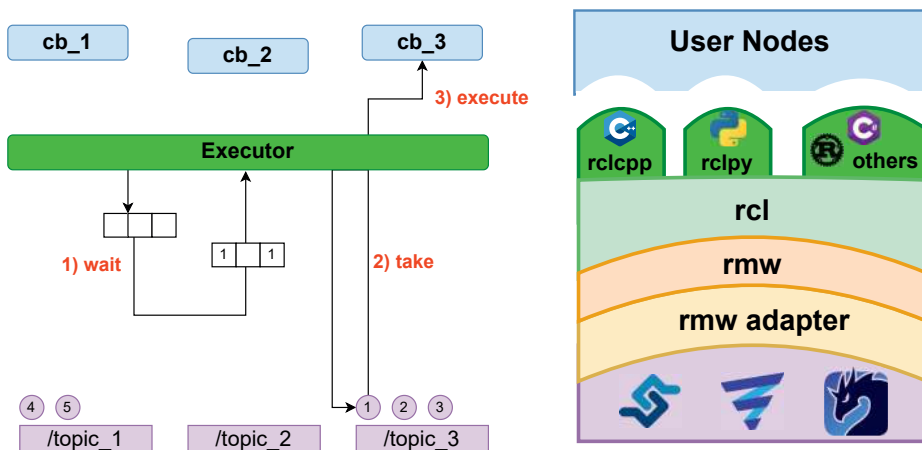 cb_1
cb_2
cb_3
3) execute
Executor
1) wait
1 1
2) take
4 5
1 2 3
/topic_1
/topic_2
/topic_3
User Nodes
C++
C#
R
rclcpp
rclpy
others
rcl
rmw
rmw adapter